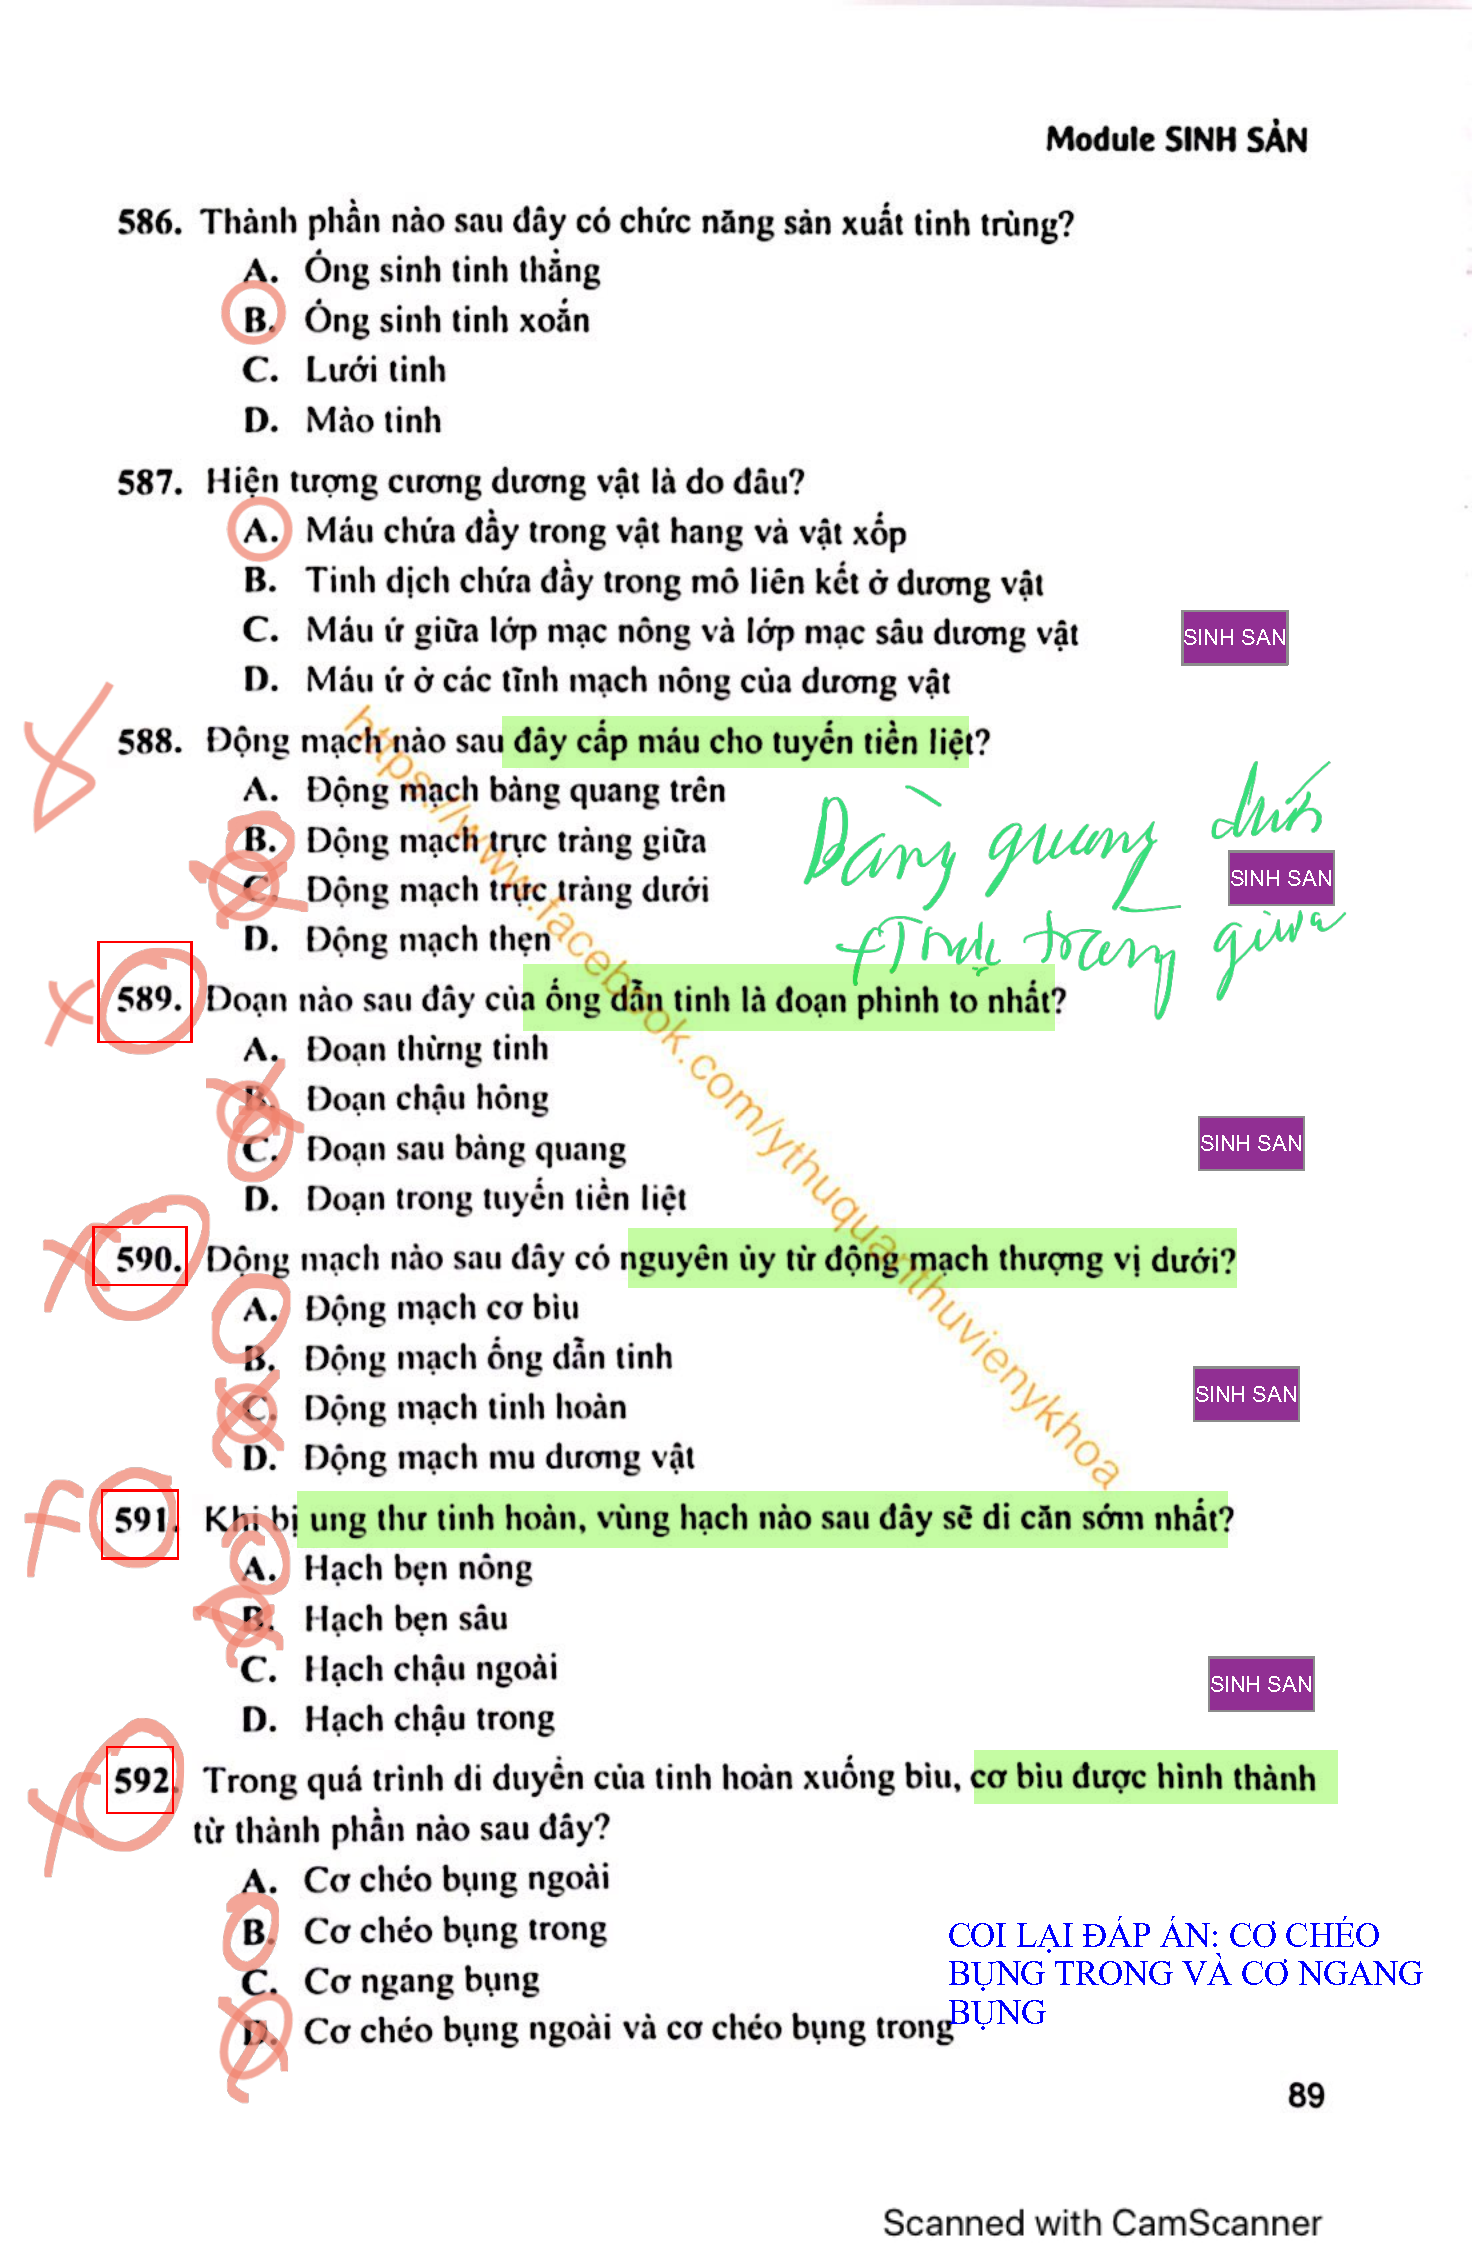 Module SINH SẢN
586. Thành phần nào sau đây có chức năng sản xuất tinh trùng?
A. Ống sinh tinh thẳng
B. Ống sinh tinh xoắn
C. Lưới tinh
D. Mào tinh
587. Hiện tượng cương dương vật là do đâu?
A. Máu chứa đầy trong vật hang và vật xốp
B. Tinh dịch chứa đầy trong mô liên kết ở dương vật
C. Máu ứ giữa lớp mạc nông và lớp mạc sâu dương vật
SINH SAN
D. Máu ứ ở các tĩnh mạch nông của dương vật
588. Động mạch nào sau đây cấp máu cho tuyến tiền liệt?
A. Động mạch bàng quang trên
B. Động mạch trực tràng giữa
Bàng quang dưới
C. Động mạch trực tràng dưới
SINH SAN
D. Động mạch thẹn
+ Trực tràng giữa
589. Đoạn nào sau đây của ống dẫn tinh là đoạn phình to nhất?
A. Đoạn thừng tinh
B. Đoạn chậu hông
C. Đoạn sau bàng quang
SINH SAN
D. Đoạn trong tuyến tiền liệt
590. Động mạch nào sau đây có nguyên ủy từ động mạch thượng vị dưới?
A. Động mạch cơ bìu
B. Động mạch ống dẫn tinh
C. Động mạch tinh hoàn
SINH SAN
D. Động mạch mu dương vật
https://www.facebook.com/ythuquanthuvienykhoa
591. Khi bị ung thư tinh hoàn, vùng hạch nào sau đây sẽ di căn sớm nhất?
A. Hạch bẹn nông
B. Hạch bẹn sâu
C. Hạch chậu ngoài
SINH SAN
D. Hạch chậu trong
592. Trong quá trình di duyển của tinh hoàn xuống bìu, cơ bìu được hình thành
từ thành phần nào sau đây?
A. Cơ chéo bụng ngoài
B. Cơ chéo bụng trong
C. Cơ ngang bụng
D. Cơ chéo bụng ngoài và cơ chéo bụng trong
COI LẠI ĐÁP ÁN: CƠ CHÉO
BỤNG TRONG VÀ CƠ NGANG
BỤNG
89
Scanned with CamScanner